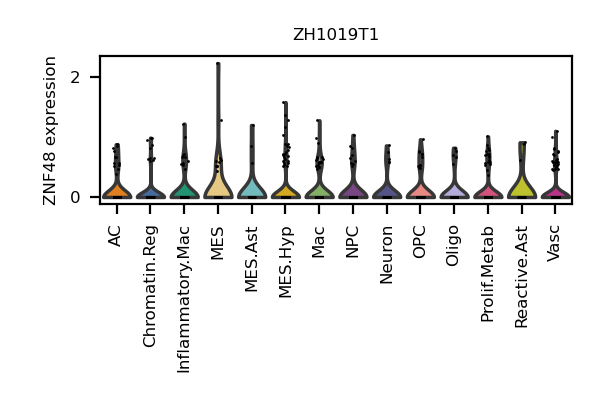 ZH1019T1
ZNF48 expression
2
0
AC
Chromatin.Reg
Inflammatory.Mac
MES
MES.Ast
MES.Hyp
Mac
NPC
Neuron
OPC
Oligo
Prolif.Metab
Reactive.Ast
Vasc